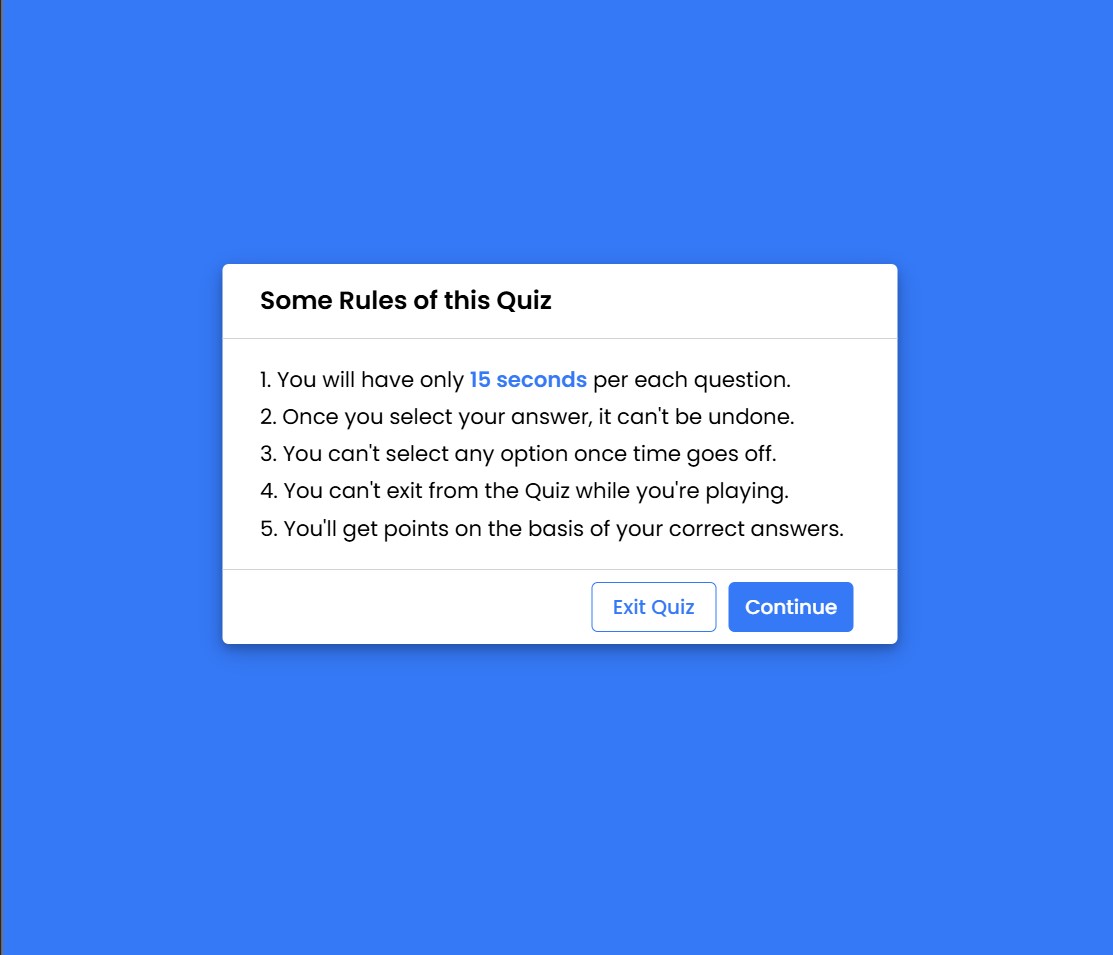 Some Rules of this Quiz
1. You will have only 15 seconds per each question.
2. Once you select your answer, it can't be undone.
3. You can't select any option once time goes off.
4. You can't exit from the Quiz while you're playing.
5. You'll get points on the basis of your correct answers.
Exit Quiz Continue